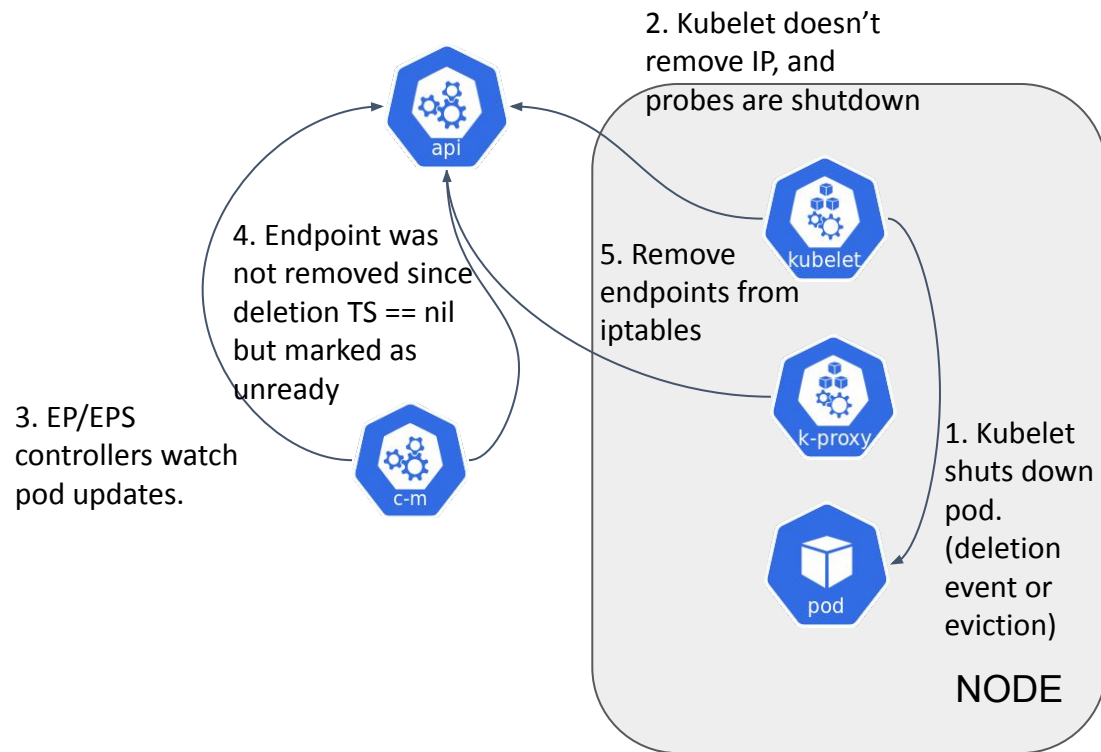 2. Kubelet doesn’t
remove IP, and
probes are shutdown
api
kubelet
4. Endpoint was
not removed since
deletion TS == nil
but marked as
unready
5. Remove
endpoints from
iptables
3. EP/EPS
controllers watch
pod updates.
c-m
k-proxy
1. Kubelet
shuts down
pod.
(deletion
event or
eviction)
pod
NODE